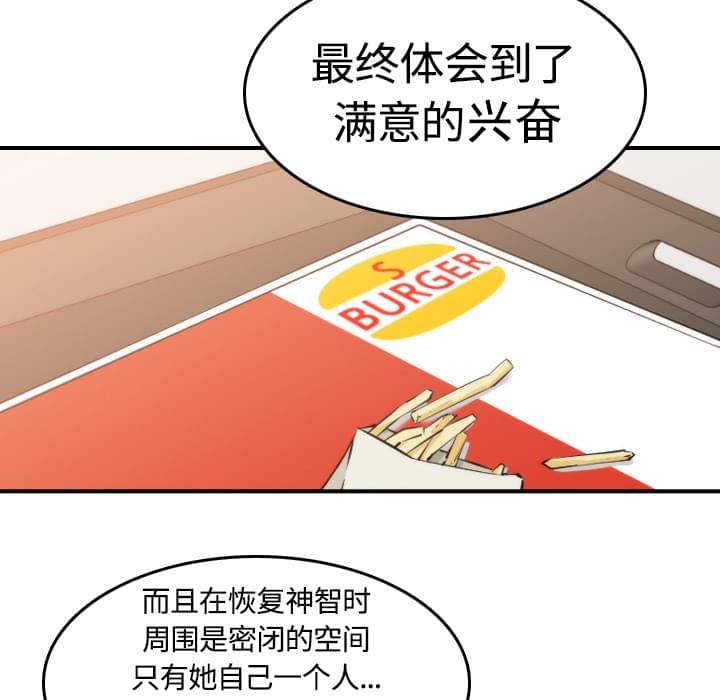 最终体会到了
满意的兴奋
S
BURGER
而且在恢复神智时
周围是密闭的空间
只有她自己一个人...